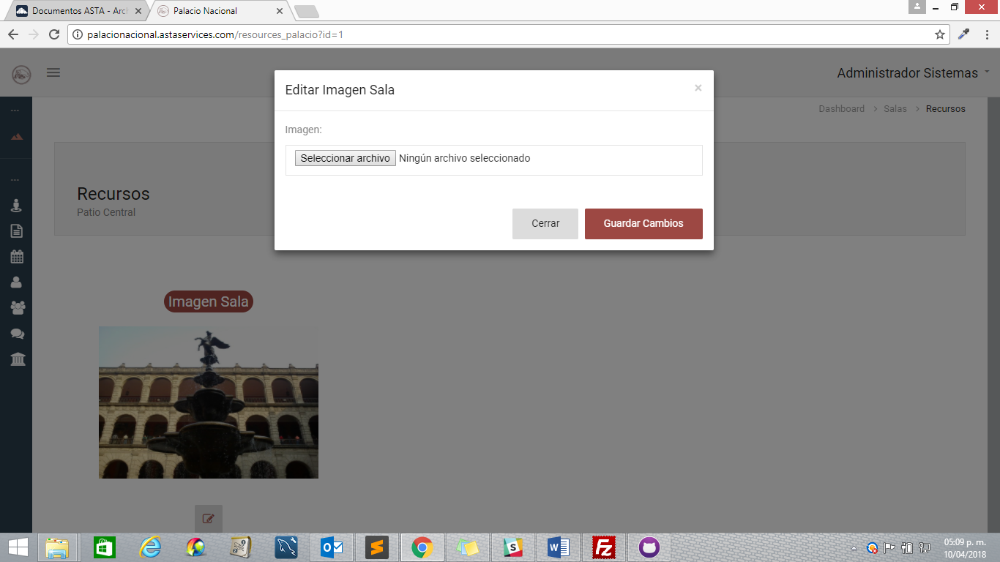 Documentos ASTA - Arch
Palacio Nacional
palacionacional.astaservices.com/resources_palacio?id=1
Administrador Sistemas
Editar Imagen Sala
×
Dashboard > Salas > Recursos
Imagen:
Seleccionar archivo Ningún archivo seleccionado
Recursos
Patio Central
Cerrar
Guardar Cambios
Imagen Sala
05:09 p. m.
10/04/2018